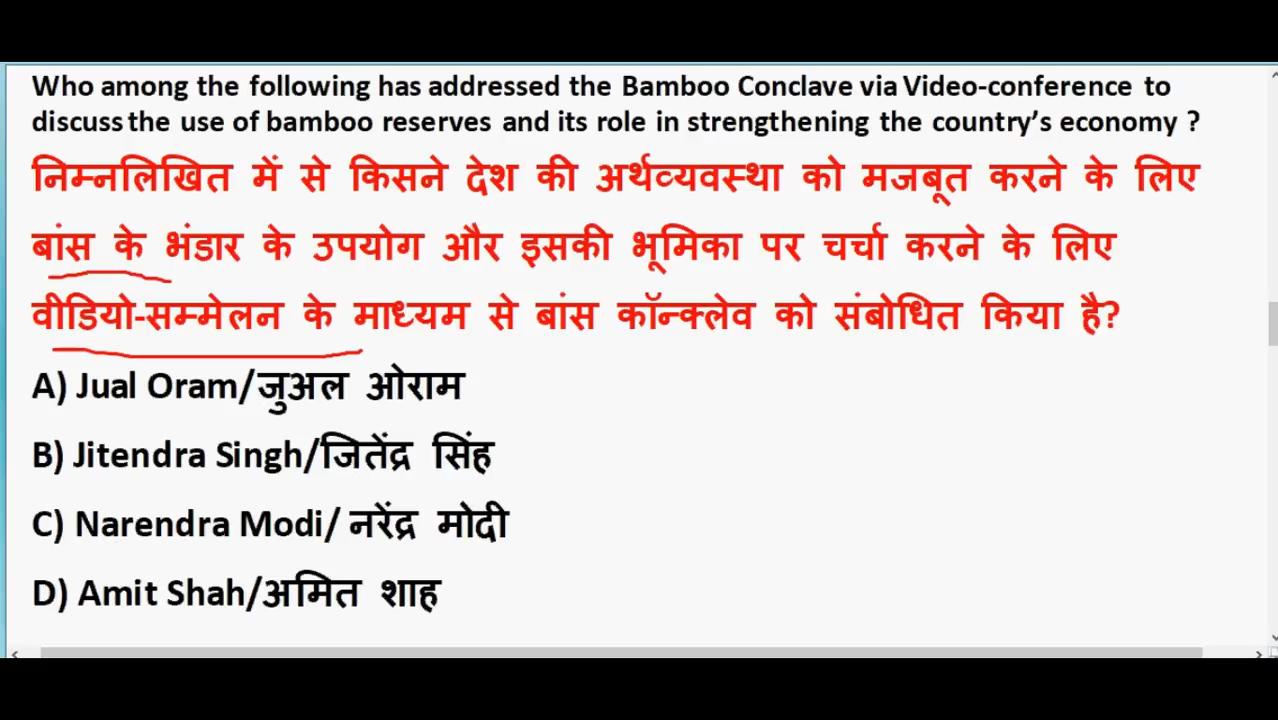 Who among the following has addressed the Bamboo Conclave via Video-conference to
discuss the use of bamboo reserves and its role in strengthening the country's economy ?
निम्नलिखित में से किसने देश की अर्थव्यवस्था को मजबूत करने के लिए
बांस के भंडार के उपयोग और इसकी भूमिका पर चर्चा करने के लिए
वीडियो-सम्मेलन के माध्यम से बांस कॉन्क्लेव को संबोधित किया है?
A) Jual Oram/जुअल ओराम
B) Jitendra Singh/जितेंद्र सिंह
C) Narendra Modi/ नरेंद्र मोदी
D) Amit Shah/अमित शाह